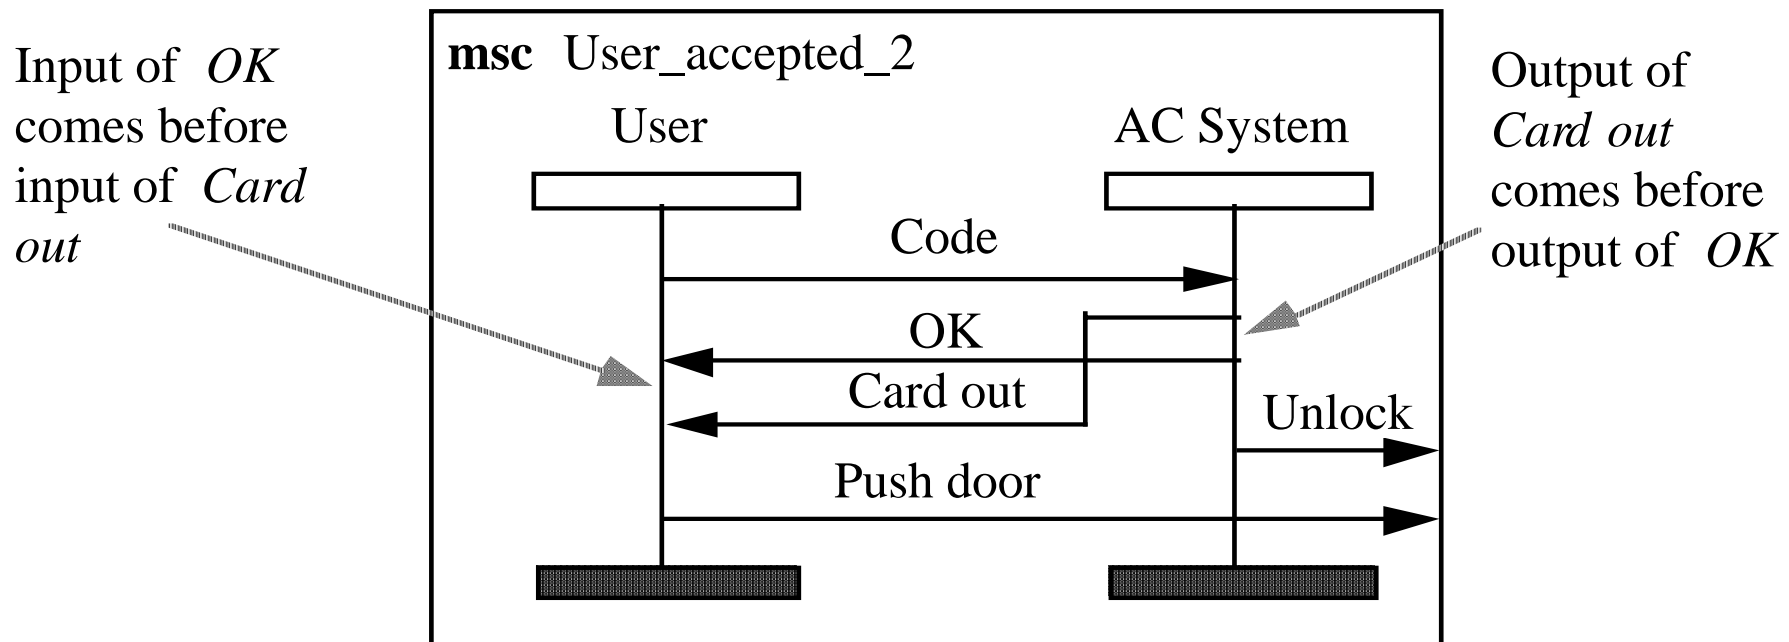 Input of OK
comes before
input of Card
out
msc User_accepted_2
User
AC System
Code
OK
Card out
Unlock
Push door
Output of
Card out
comes before
output of OK